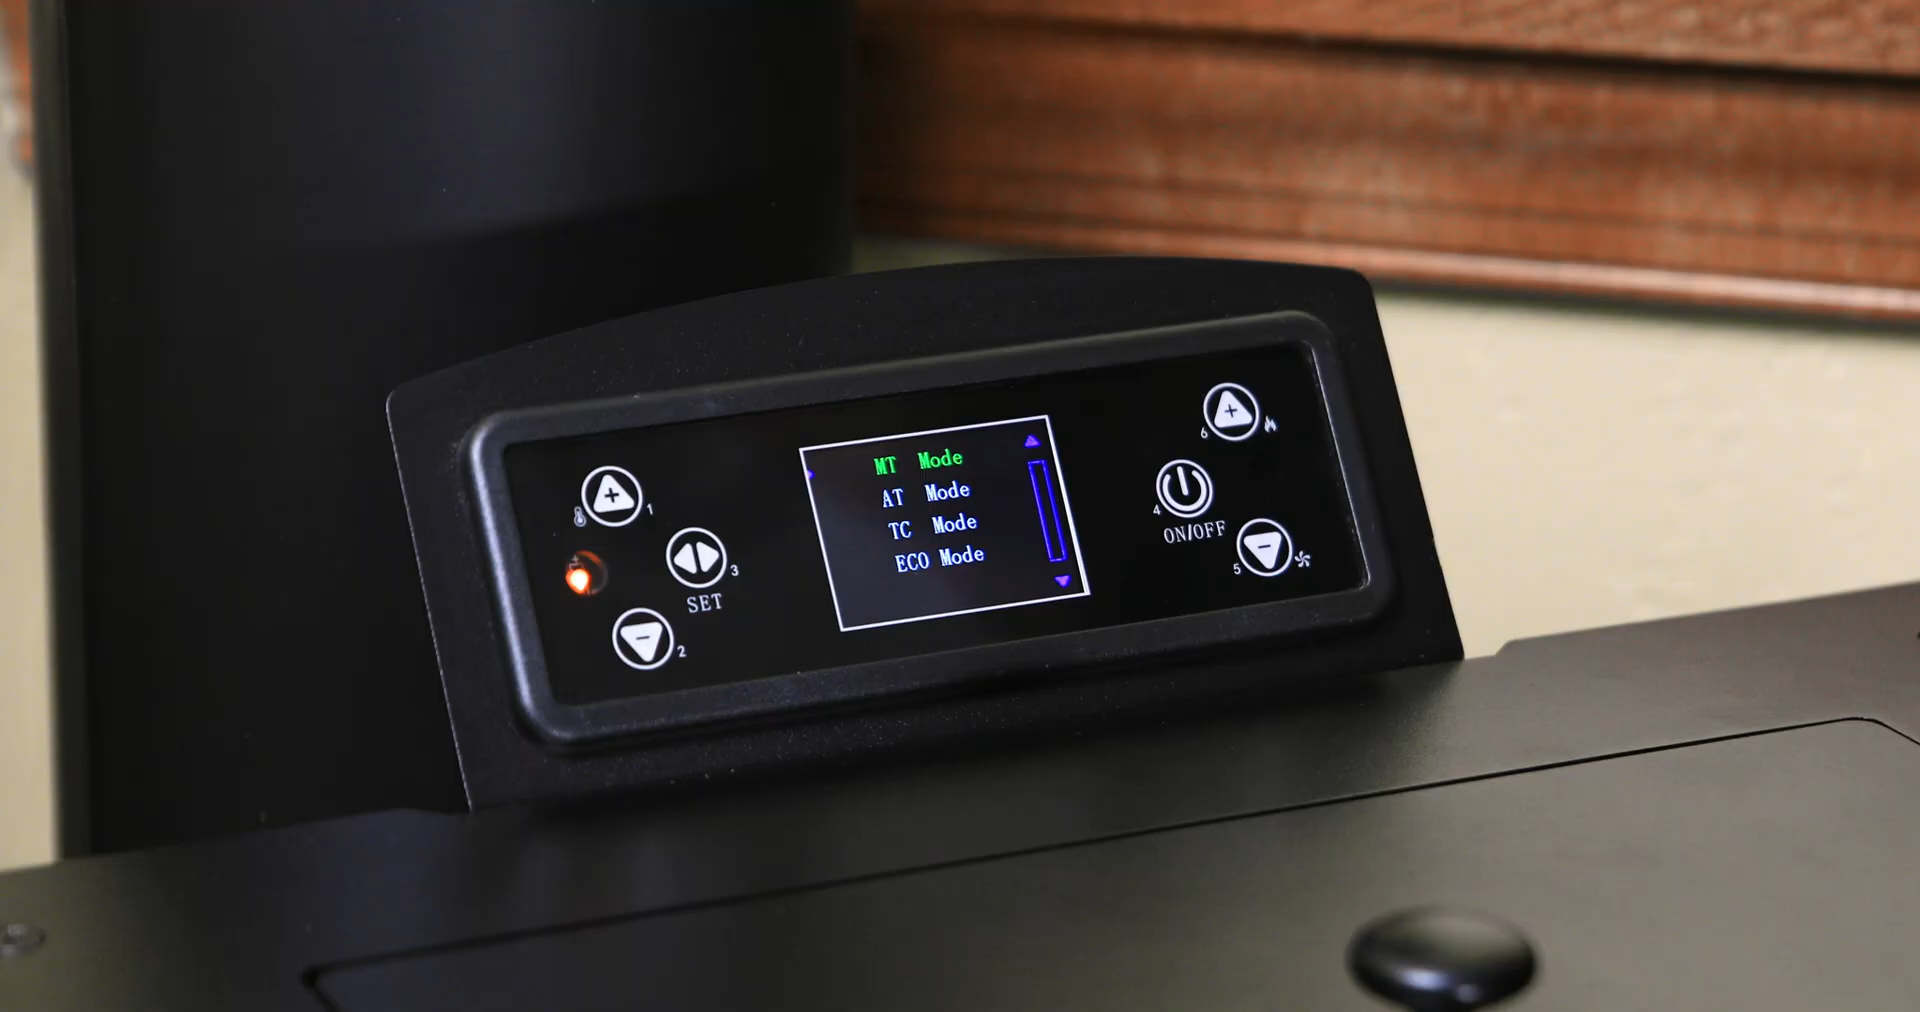 MT Mode
AT Mode
TC Mode
ECO Mode
1
3
SET
2
6
4
ON/OFF
5